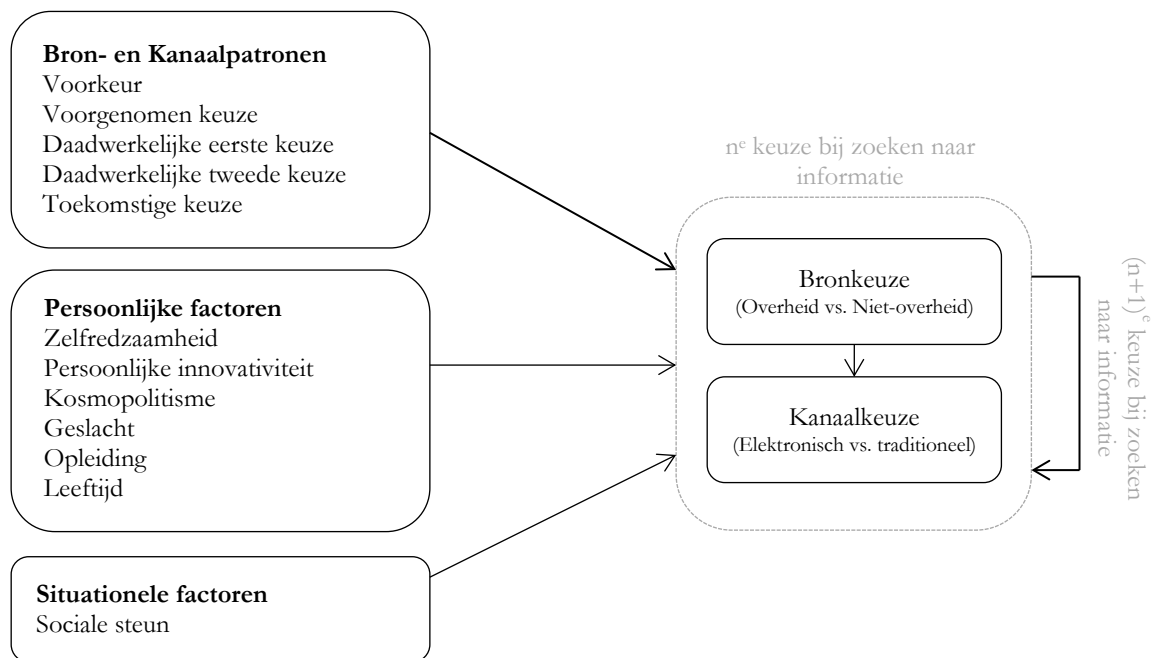 Bron- en Kanaalpatronen
Voorkeur
Voorgenomen keuze
Daadwerkelijke eerste keuze
Daadwerkelijke tweede keuze
Toekomstige keuze
Persoonlijke factoren
Zelfredzaamheid
Persoonlijke innovativiteit
Kosmopolitisme
Geslacht
Opleiding
Leeftijd
Situationele factoren
Sociale steun
nᵉ keuze bij zoeken naar
informatie
Bronkeuze
(Overheid vs. Niet-overheid)
Kanaalkeuze
(Elektronisch vs. traditioneel)
(n+1)ᵉ keuze bij zoeken
naar informatie